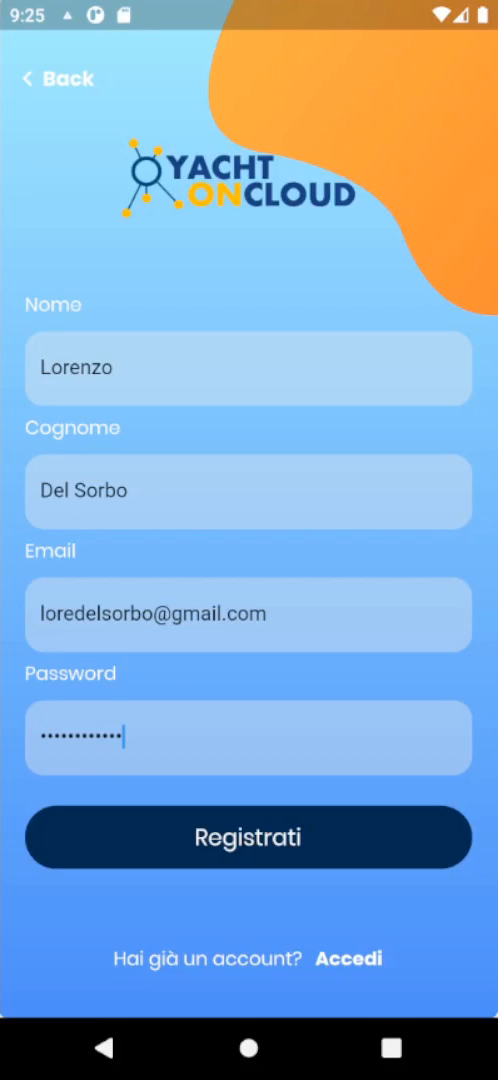 9:25
Back
YACHT
ONCLOUD
Nome
Lorenzo
Cognome
Del Sorbo
Email
loredelsorbo@gmail.com
Password
••••••••••••
Registrati
Hai già un account? Accedi